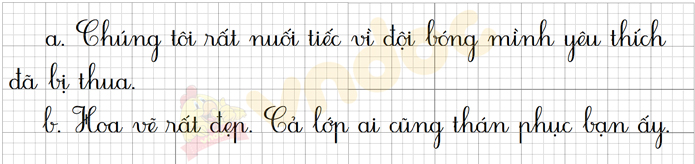 a. Chúng tôi rất nuối tiếc vì đội bóng mình yêu thích
đã bị thua.
b. Hoa vẽ rất đẹp. Cả lớp ai cũng thán phục bạn ấy.
vndoc